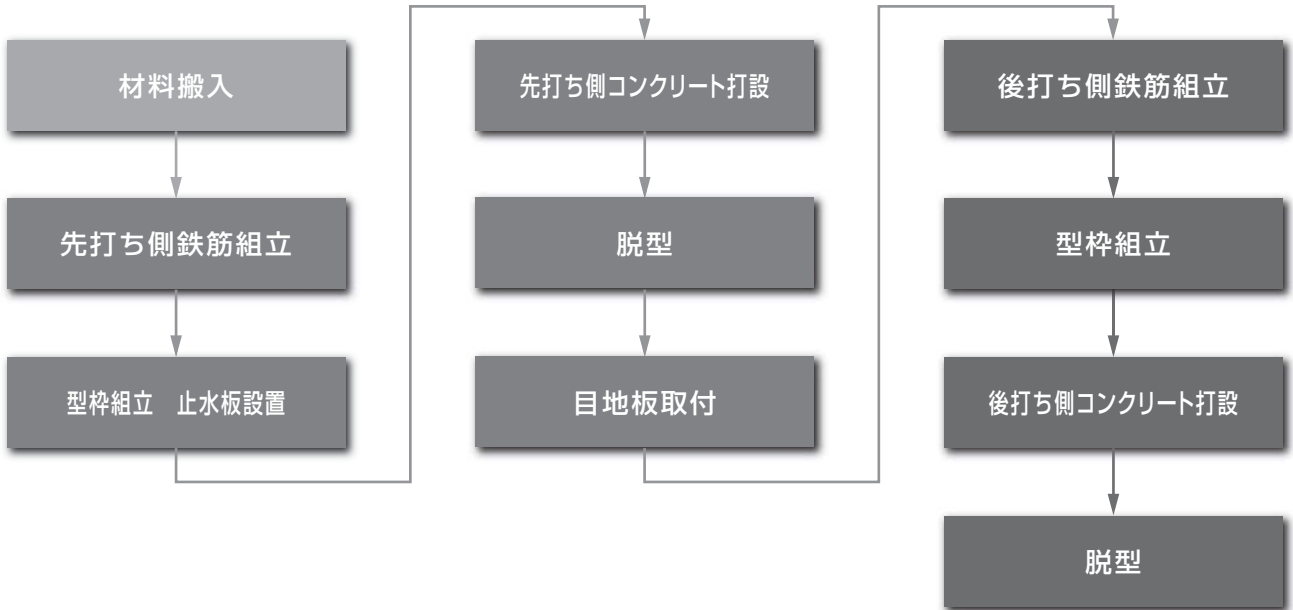 材料搬入
先打ち側鉄筋組立
型枠組立　止水板設置
先打ち側コンクリート打設
脱型
目地板取付
後打ち側鉄筋組立
型枠組立
後打ち側コンクリート打設
脱型